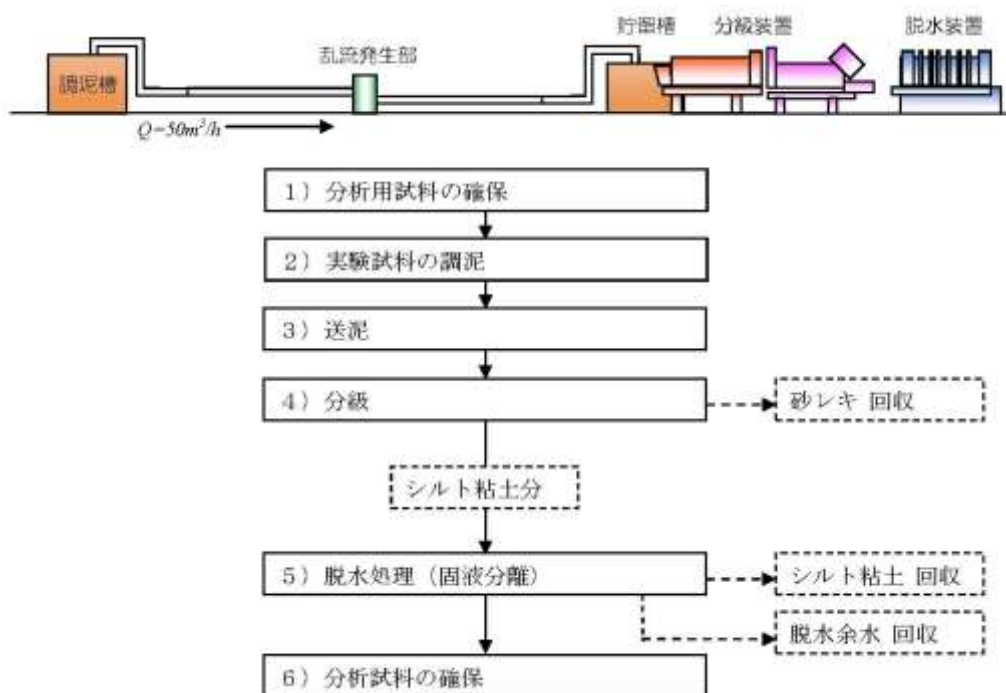 貯留槽 分級装置 脱水装置
乱流発生部
調泥槽
Q=50m³/h
1）分析用試料の確保
2）実験試料の調泥
3）送泥
4）分級
砂レキ 回収
シルト粘土分
5）脱水処理（固液分離）
シルト粘土 回収
脱水余水 回収
6）分析試料の確保